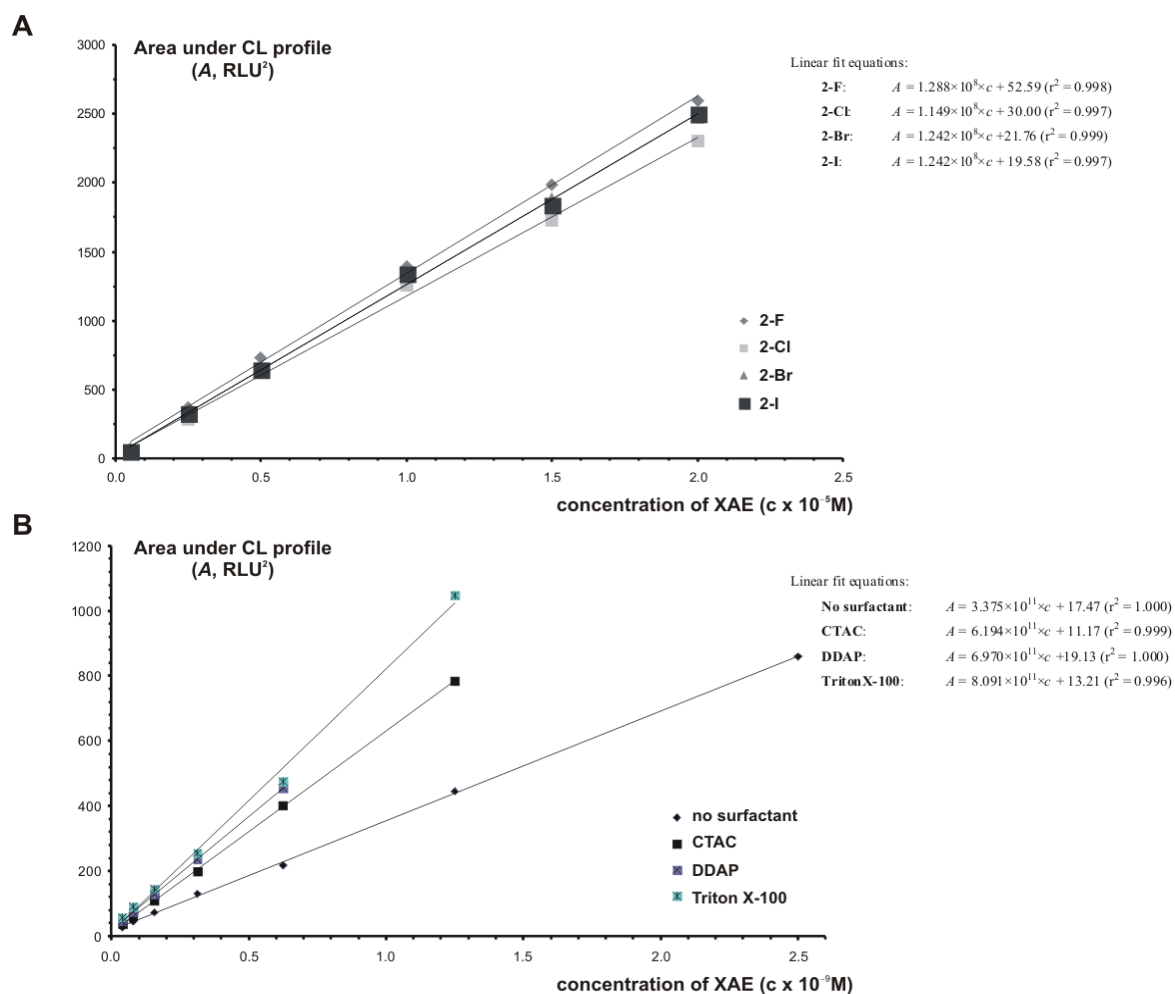 A
Area under CL profile
(A, RLU²)
3000
2500
2000
1500
1000
500
0
0.0 0.5 1.0 1.5 2.0 2.5
concentration of XAE (c x 10⁻⁵M)
2-F
2-Cl
2-Br
2-I
Linear fit equations:
2-F: A = 1.288×10⁸×c + 52.59 (r² = 0.998)
2-Cl: A = 1.149×10⁸×c + 30.00 (r² = 0.997)
2-Br: A = 1.242×10⁸×c +21.76 (r² = 0.999)
2-I: A = 1.242×10⁸×c + 19.58 (r² = 0.997)
B
Area under CL profile
(A, RLU²)
1200
1000
800
600
400
200
0
0.0 0.5 1.0 1.5 2.0 2.5
concentration of XAE (c x 10⁻⁹M)
no surfactant
CTAC
DDAP
Triton X-100
Linear fit equations:
No surfactant: A = 3.375×10¹¹×c + 17.47 (r² = 1.000)
CTAC: A = 6.194×10¹¹×c + 11.17 (r² = 0.999)
DDAP: A = 6.970×10¹¹×c +19.13 (r² = 1.000)
TritonX-100: A = 8.091×10¹¹×c + 13.21 (r² = 0.996)